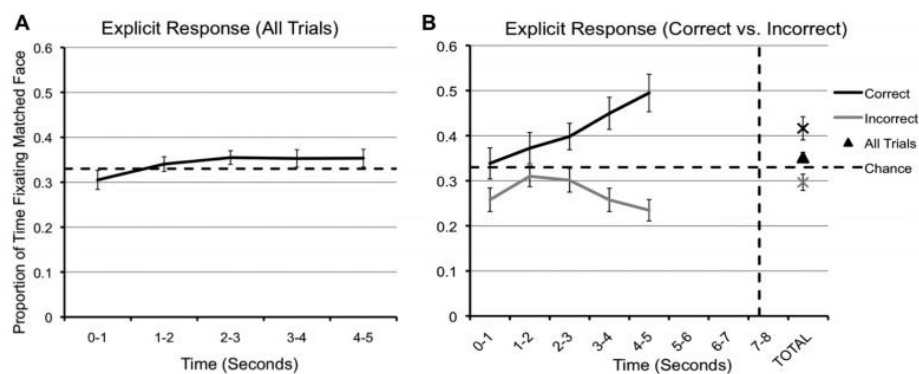 A
Explicit Response (All Trials)
Proportion of Time Fixating Matched Face
0.6
0.5
0.4
0.3
0.2
0.1
0
0-1
1-2
2-3
3-4
4-5
Time (Seconds)
B
Explicit Response (Correct vs. Incorrect)
0.6
0.5
0.4
0.3
0.2
0.1
0
0-1
1-2
2-3
3-4
4-5
5-6
6-7
7-8
TOTAL
Time (Seconds)
Correct
Incorrect
All Trials
Chance